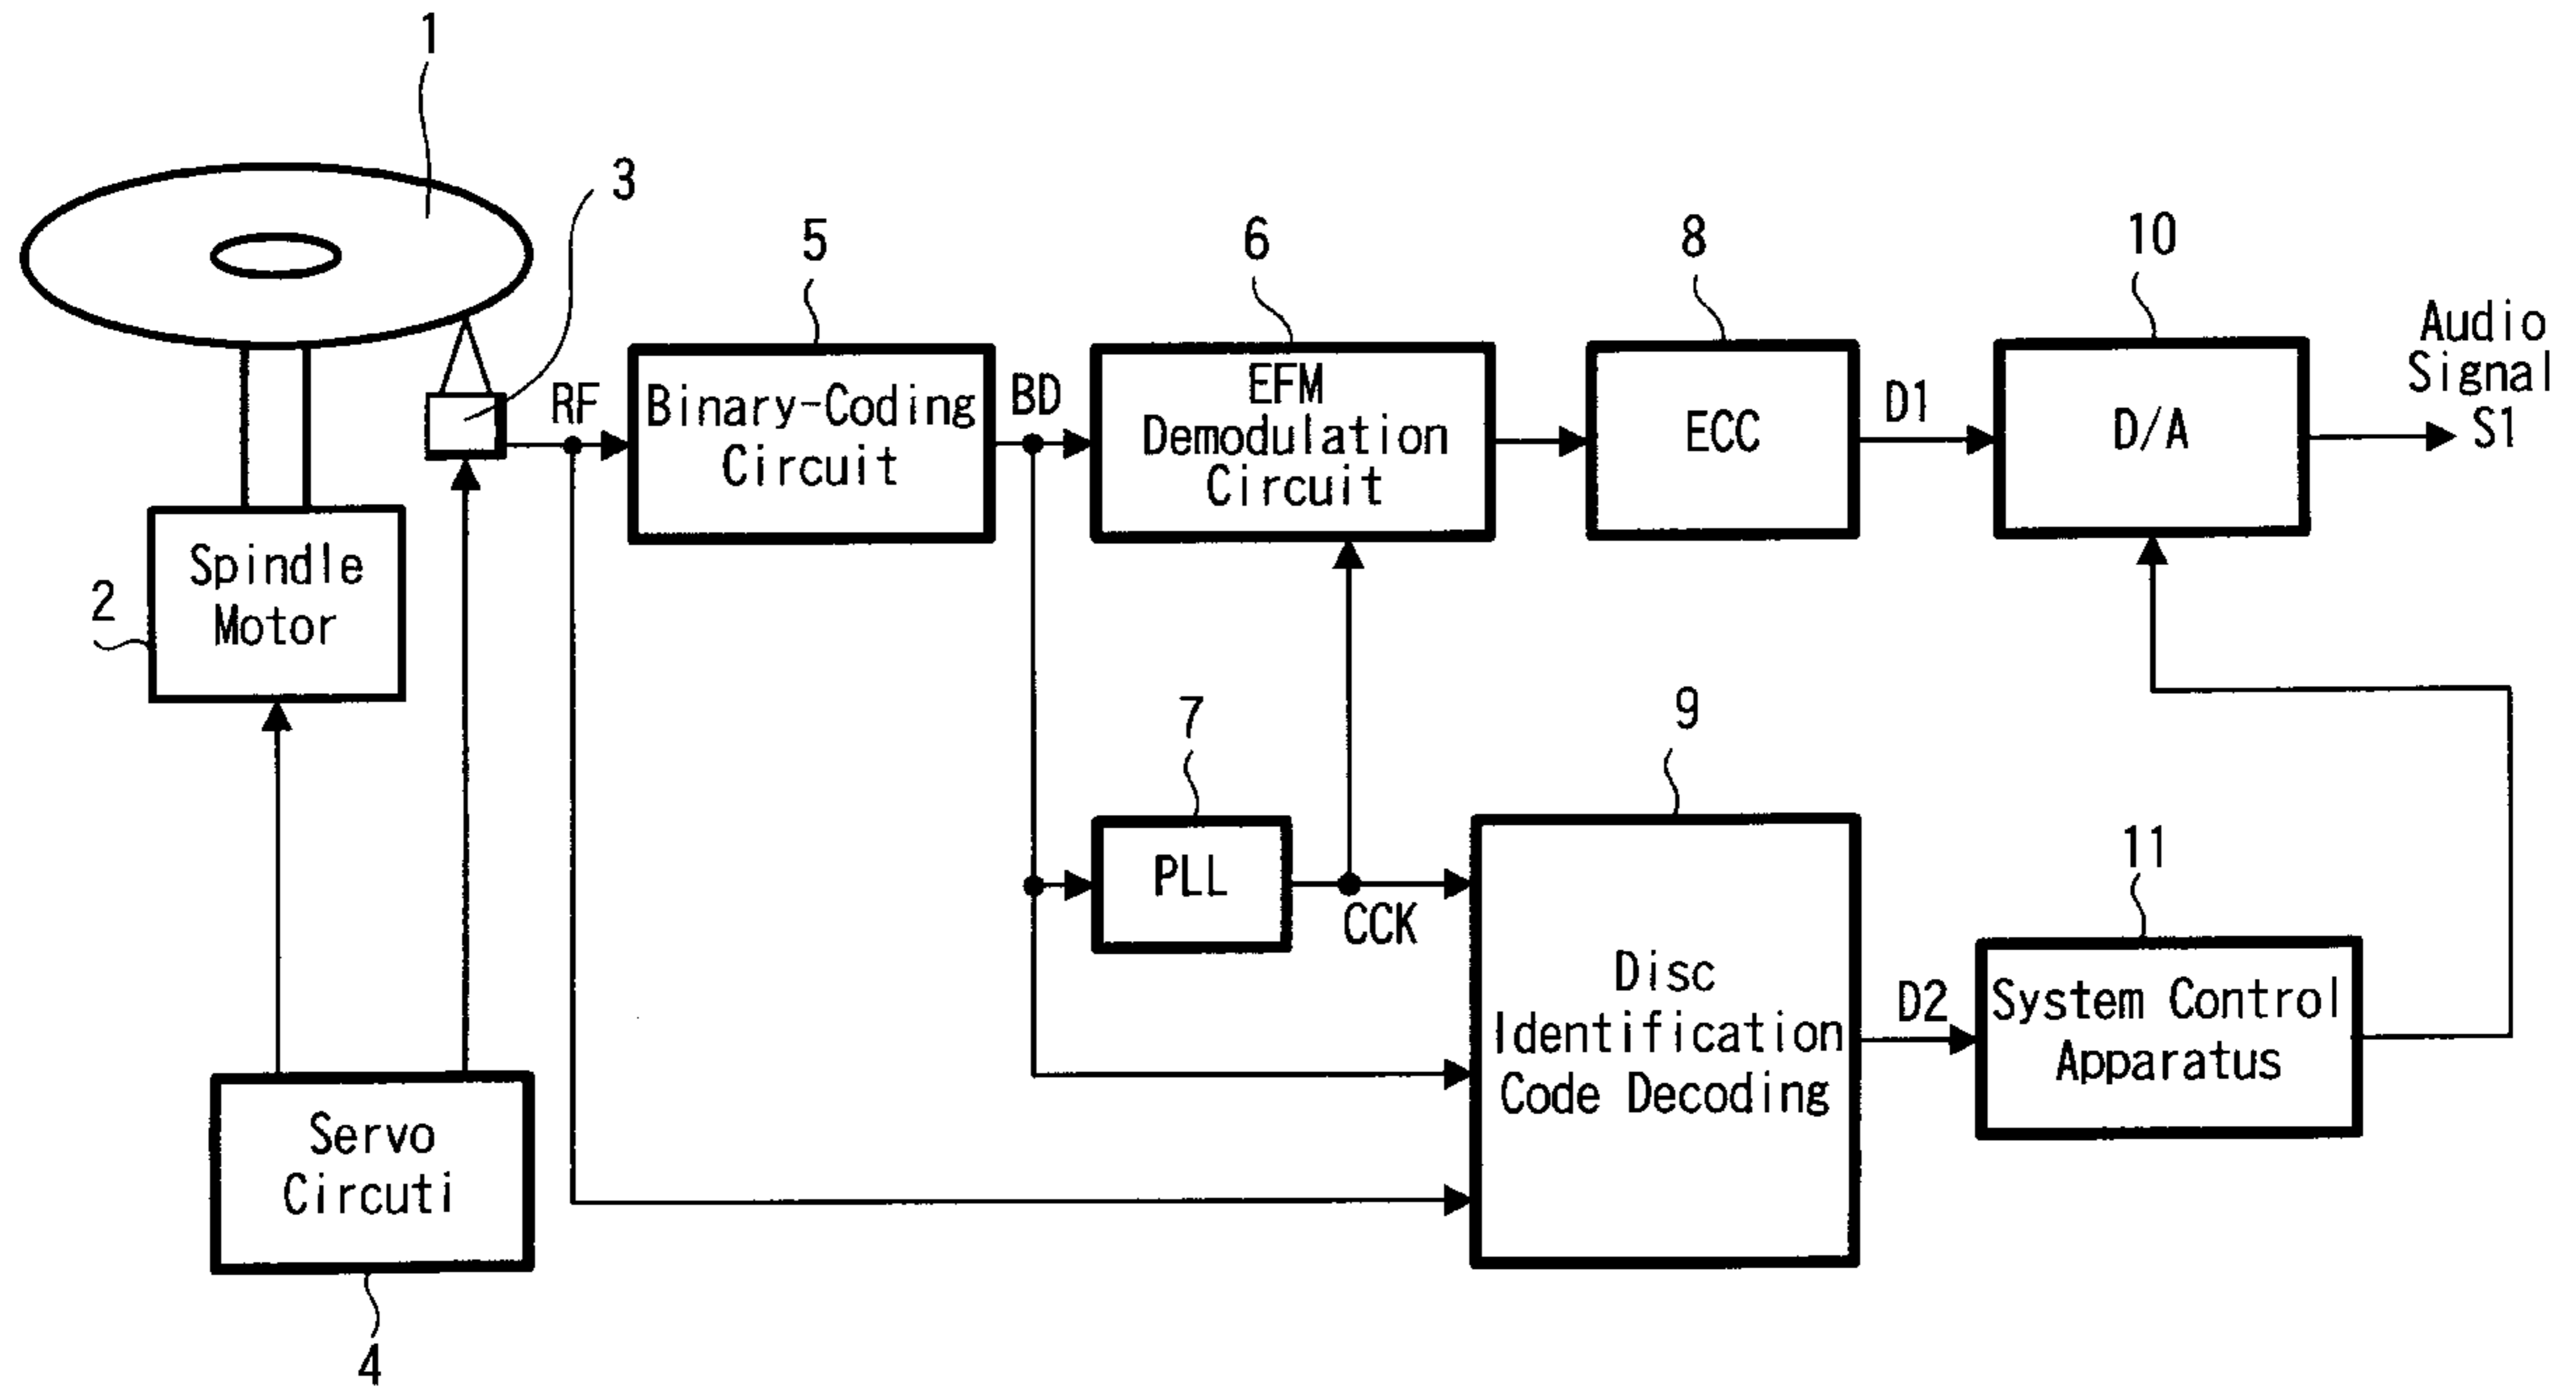 1
3
5
6
8
10
Audio
Signal
S1
RF
Binary-Coding
Circuit
BD
EFM
Demodulation
Circuit
ECC
D1
D/A
2
Spindle
Motor
7
PLL
CCK
9
Disc
Identification
Code Decoding
D2
11
System Control
Apparatus
Servo
Circuti
4